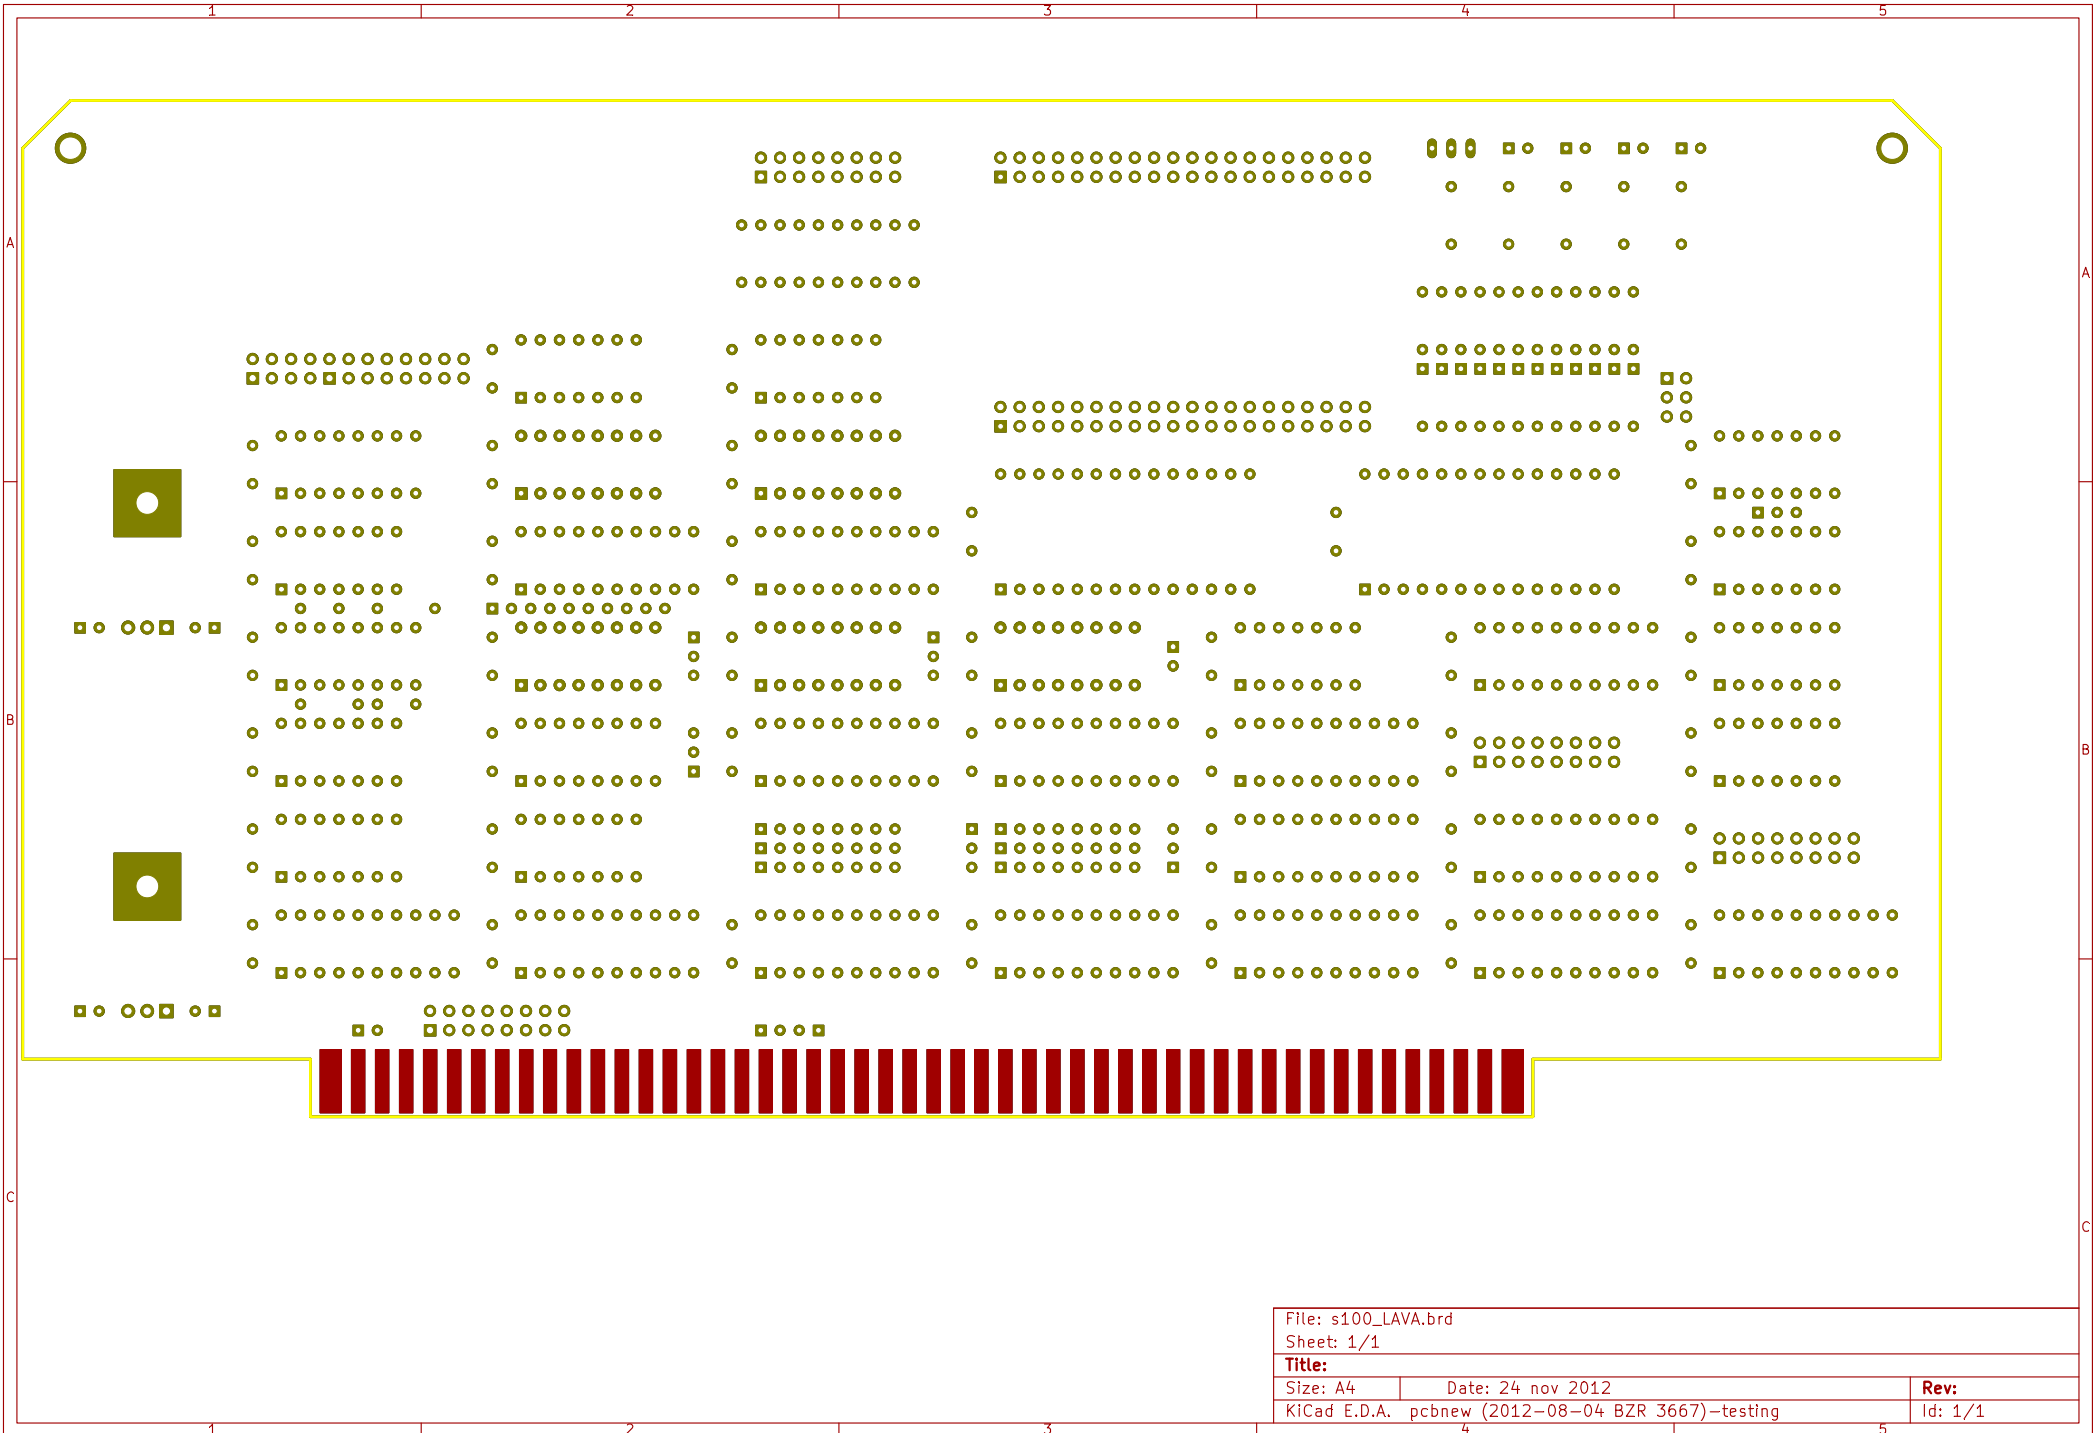 1 2 3 4 5
A A
B B
C C
File: s100_LAVA.brd
Sheet: 1/1
Title:
Size: A4 Date: 24 nov 2012 Rev:
KiCad E.D.A. pcbnew (2012-08-04 BZR 3667)-testing Id: 1/1
1 2 3 4 5